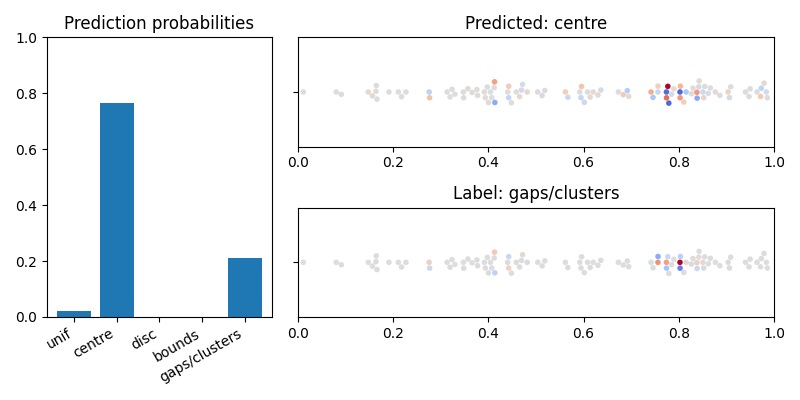 Prediction probabilities
1.0
0.8
0.6
0.4
0.2
0.0
unif
centre
disc
bounds
gaps/clusters
Predicted: centre
0.0 0.2 0.4 0.6 0.8 1.0
Label: gaps/clusters
0.0 0.2 0.4 0.6 0.8 1.0